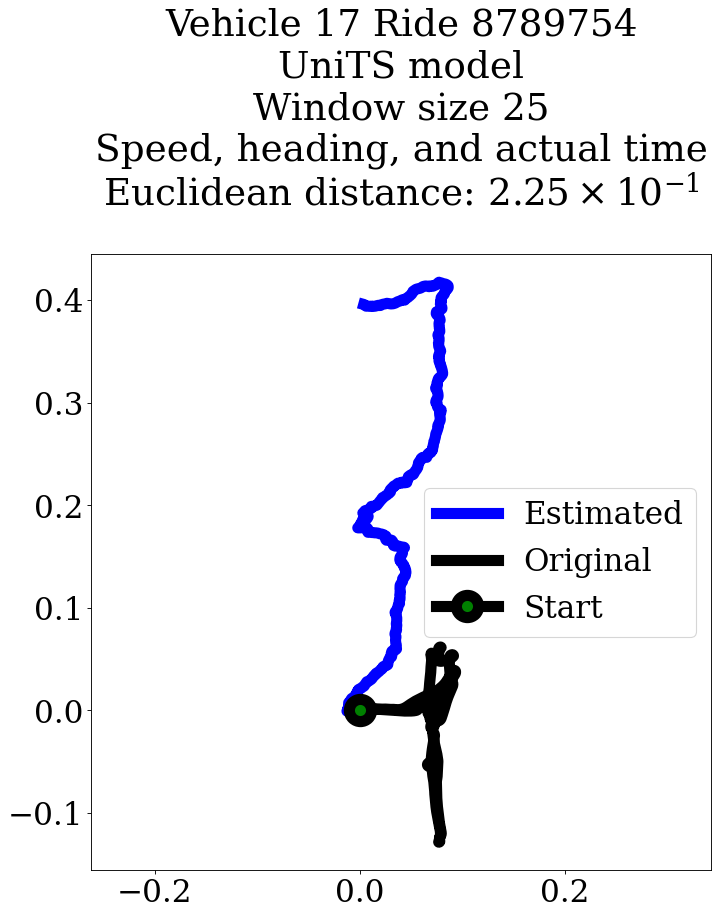 Vehicle 17 Ride 8789754
UniTS model
Window size 25
Speed, heading, and actual time
Euclidean distance: 2.25 × 10⁻¹
0.4
0.3
0.2
0.1
0.0
−0.1
−0.2
0.0
0.2
Estimated
Original
Start